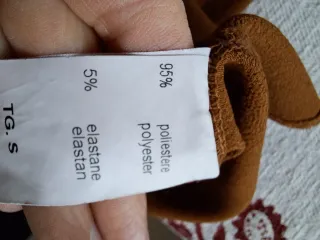 95% poliestere
polyester
5% elastane
elastan
TG. S